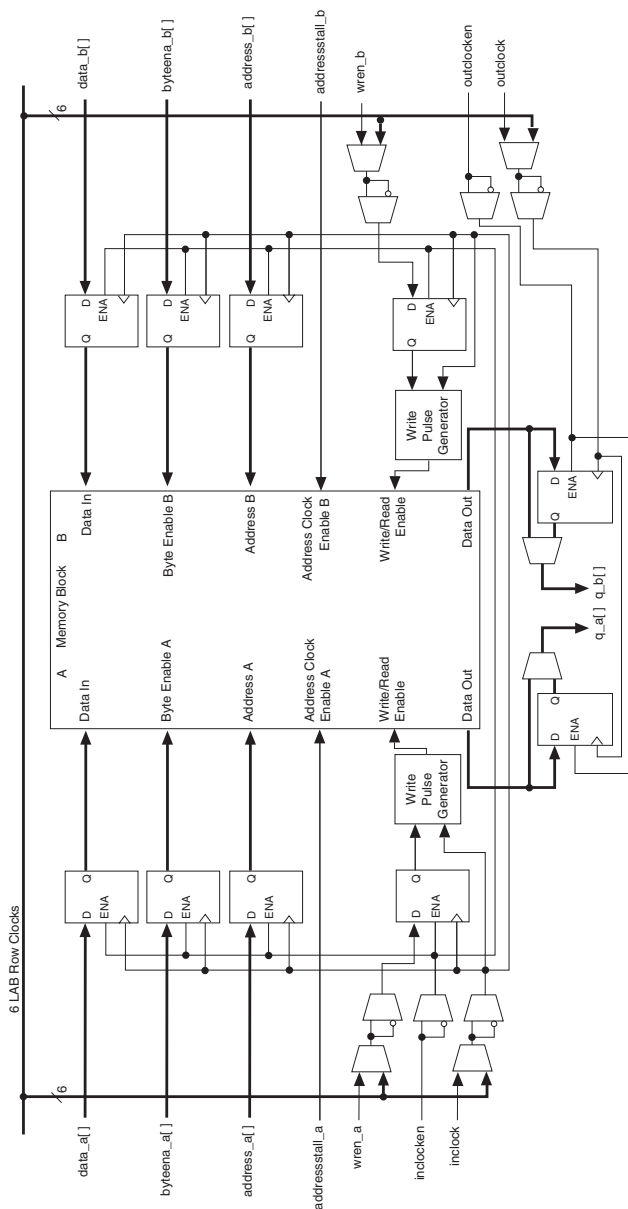 6 LAB Row Clocks
6
data_a[ ]
byteena_a[ ]
address_a[ ]
addressstall_a
wren_a
inclocken
inclock
D Q
ENA
D Q
ENA
D Q
ENA
D Q
ENA
Write
Pulse
Generator
A Memory Block B
Data In
Byte Enable A
Address A
Address Clock
Enable A
Write/Read
Enable
Data Out
Data In
Byte Enable B
Address B
Address Clock
Enable B
Write/Read
Enable
Data Out
D Q
ENA
q_a[ ]
q_b[ ]
Q D
ENA
Write
Pulse
Generator
Q D
ENA
Q D
ENA
Q D
ENA
Q D
ENA
6
data_b[ ]
byteena_b[ ]
address_b[ ]
addressstall_b
wren_b
outclocken
outclock